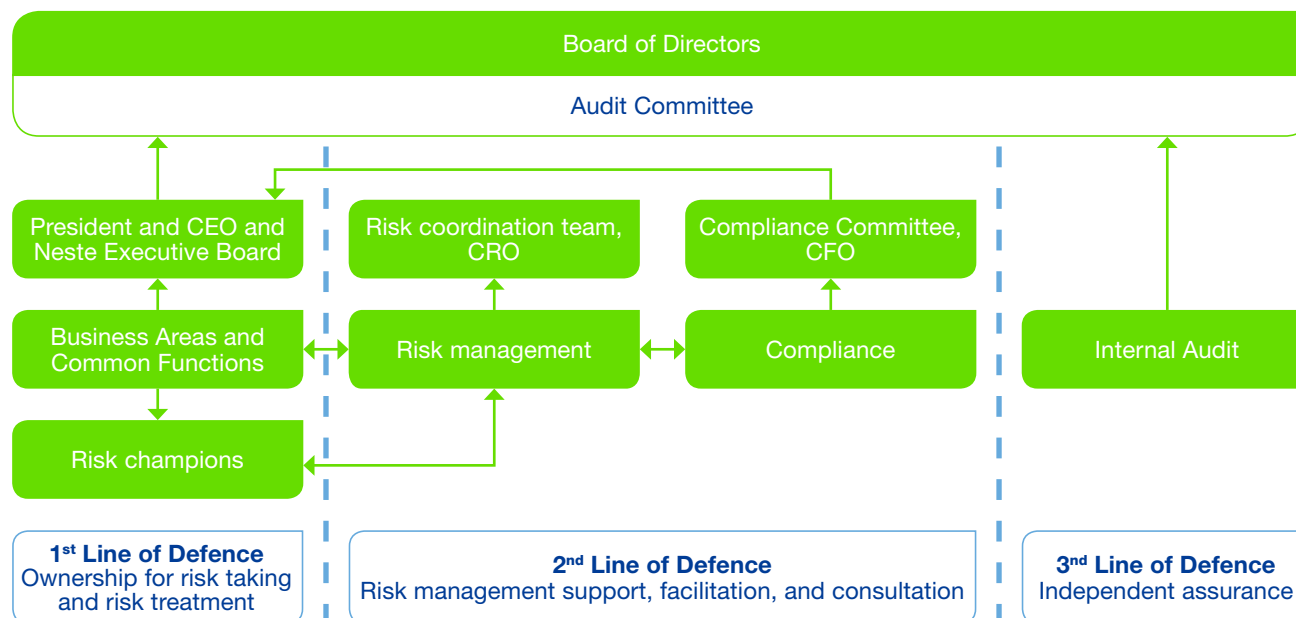 Board of Directors
Audit Committee
President and CEO and
Neste Executive Board
Risk coordination team,
CRO
Compliance Committee,
CFO
Business Areas and
Common Functions
Risk management
Compliance
Internal Audit
Risk champions
1st Line of Defence
Ownership for risk taking
and risk treatment
2nd Line of Defence
Risk management support, facilitation, and consultation
3nd Line of Defence
Independent assurance